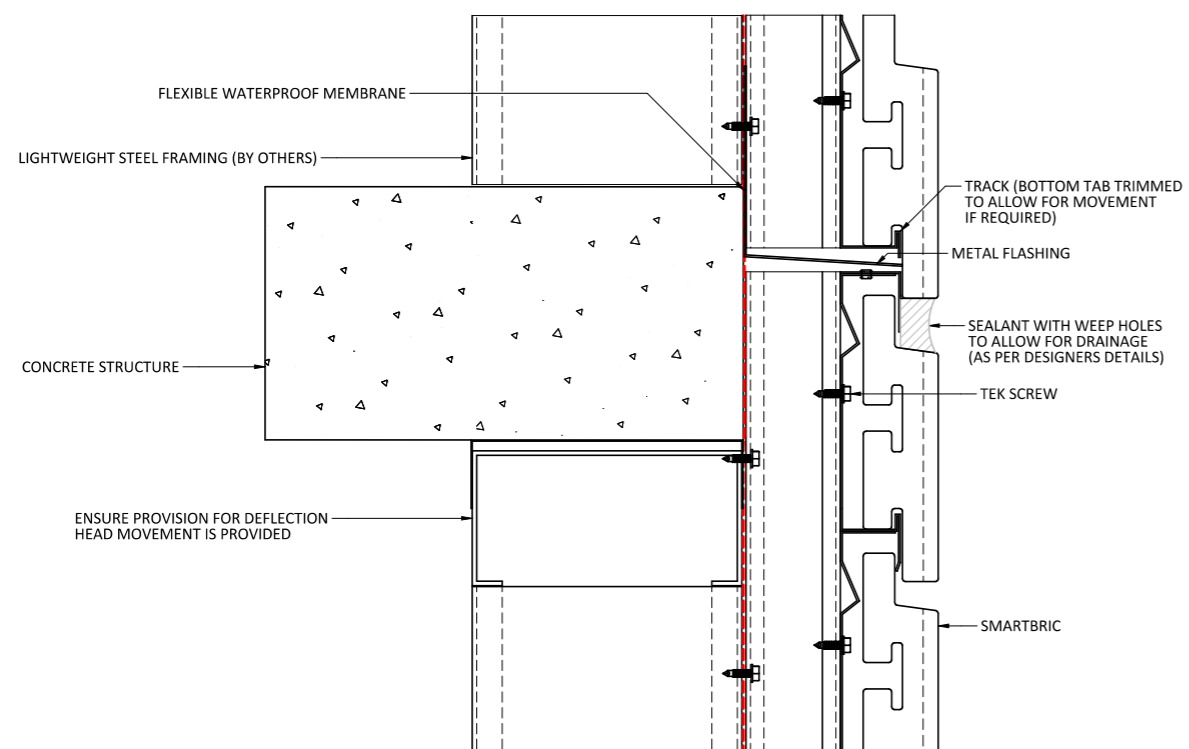 FLEXIBLE WATERPROOF MEMBRANE
LIGHTWEIGHT STEEL FRAMING (BY OTHERS)
TRACK (BOTTOM TAB TRIMMED
TO ALLOW FOR MOVEMENT
IF REQUIRED)
METAL FLASHING
SEALANT WITH WEEP HOLES
TO ALLOW FOR DRAINAGE
(AS PER DESIGNERS DETAILS)
CONCRETE STRUCTURE
TEK SCREW
ENSURE PROVISION FOR DEFLECTION
HEAD MOVEMENT IS PROVIDED
SMARTBRIC